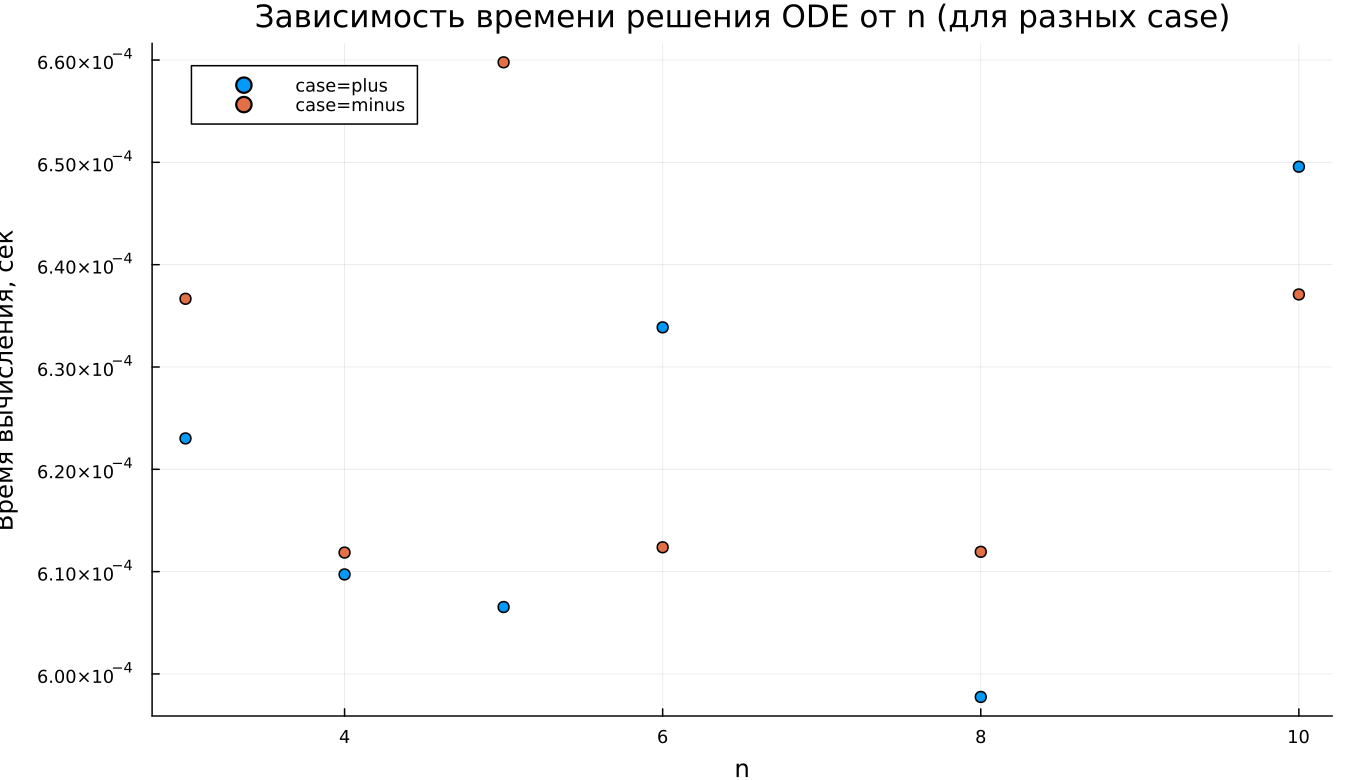 Зависимость времени решения ODE от n (для разных case)
6.60×10⁻⁴
case=plus
case=minus
6.50×10⁻⁴
6.40×10⁻⁴
6.30×10⁻⁴
6.20×10⁻⁴
6.10×10⁻⁴
6.00×10⁻⁴
Время вычисления, сек
4 6 8 10
n